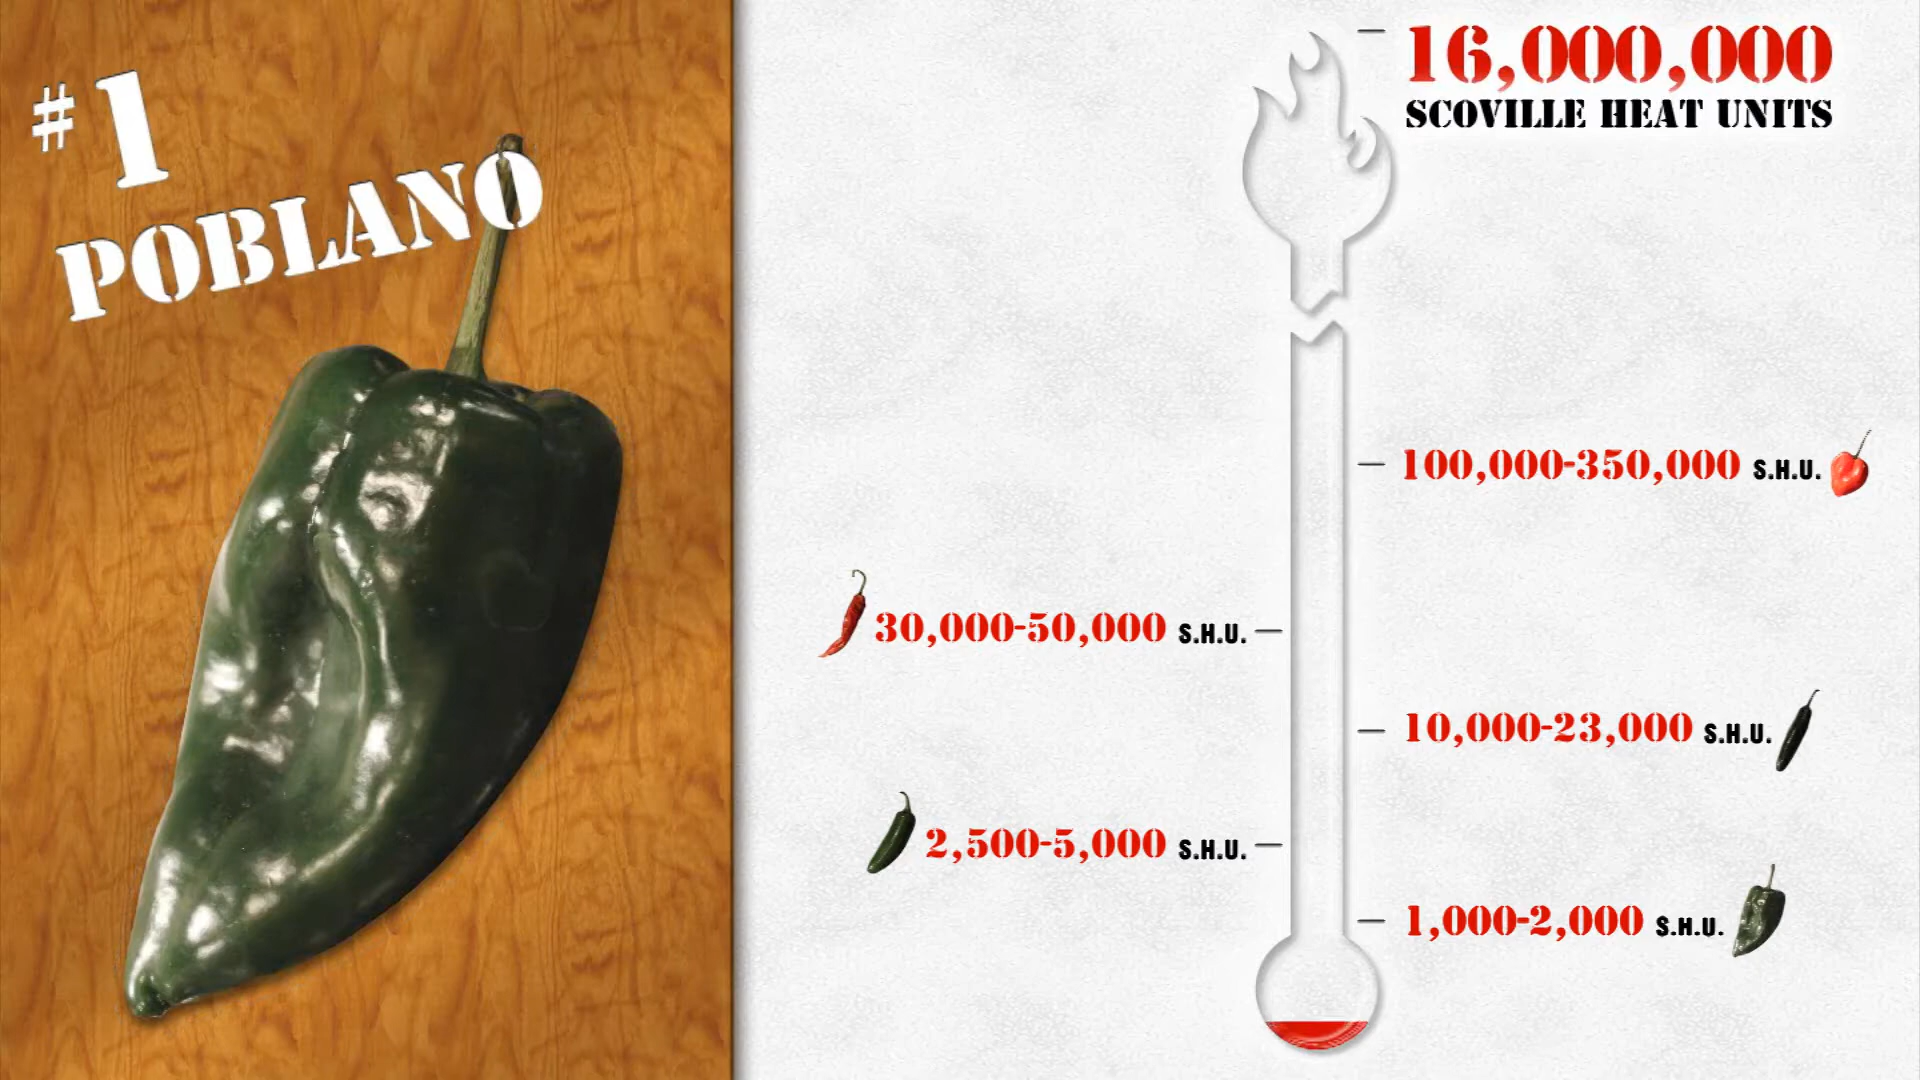 #1
POBLANO
16,000,000
SCOVILLE HEAT UNITS
100,000-350,000 S.H.U.
30,000-50,000 S.H.U.
10,000-23,000 S.H.U.
2,500-5,000 S.H.U.
1,000-2,000 S.H.U.